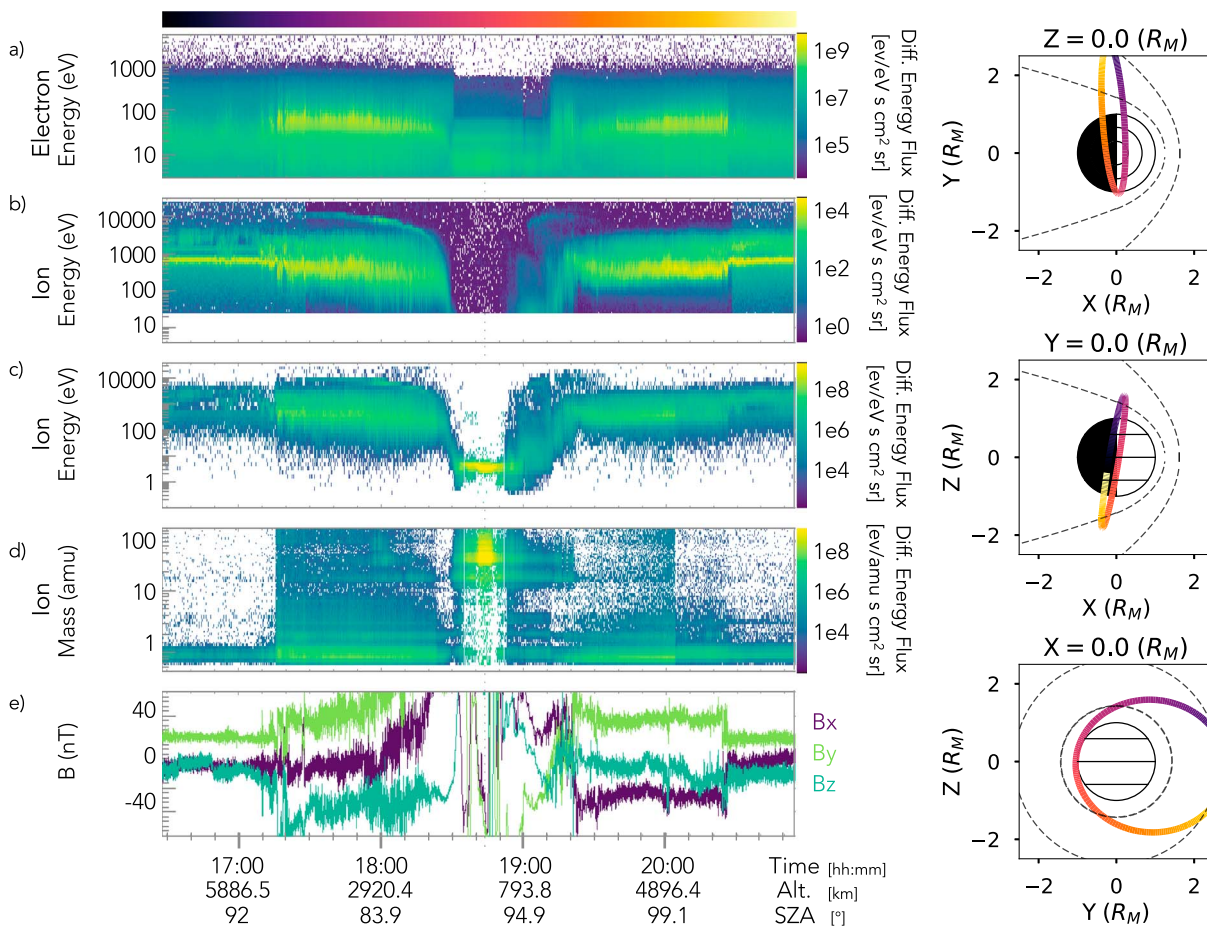 a)
Electron
Energy (eV)
1000
100
10
1e9
1e7
1e5
Diff. Energy Flux
[ev/eV s cm² sr]
b)
Ion
Energy (eV)
10000
1000
100
10
1e4
1e2
1e0
Diff. Energy Flux
[ev/eV s cm² sr]
c)
Ion
Energy (eV)
10000
100
1
1e8
1e4
Diff. Energy Flux
[ev/eV s cm² sr]
d)
Ion
Mass (amu)
100
10
1
1e8
1e4
Diff. Energy Flux
[ev/amu s cm² sr]
e)
B (nT)
40
0
-40
Bx
By
Bz
17:00 18:00 19:00 20:00 Time [hh:mm]
5886.5 2920.4 793.8 4896.4 Alt. [km]
92 83.9 94.9 99.1 SZA [°]
Z = 0.0 (R_M)
Y (R_M)
2
0
−2
−2 0 2
X (R_M)
Y = 0.0 (R_M)
Z (R_M)
2
0
−2
−2 0 2
X (R_M)
X = 0.0 (R_M)
Z (R_M)
2
0
−2
−2 0 2
Y (R_M)